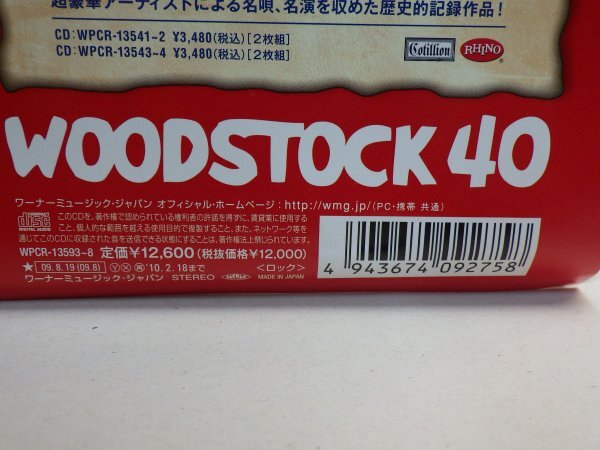 超豪華アーティストによる名唄、名演を収めた歴史的記録作品!
CD:WPCR-13541~2 ¥3,480(税込)[2枚組]
CD:WPCR-13543~4 ¥3,480(税込)[2枚組]
Cotillion
RHINO
WOODSTOCK 40
ワーナーミュージック・ジャパン オフィシャル・ホームページ:http://wmg.jp/(PC・携帯 共通)
COMPACT
disc
DIGITAL AUDIO
このCDを、著作権で認められている権利者の許諾を得ずに、賃貸業に使用する
こと、個人的な範囲を越える使用目的で複製すること、また、ネットワーク等を
通じてこのCDに収録された音を送信できる状態にすることは、著作権法上禁じられています。
WPCR-13593~8 定価¥12,600(税抜価格¥12,000)
★ 09.8.19(09.8) Ⓨ Ⓧ '10.2.18まで 〈ロック〉
ワーナーミュージック・ジャパン STEREO MADE IN JAPAN
4 943674 092758